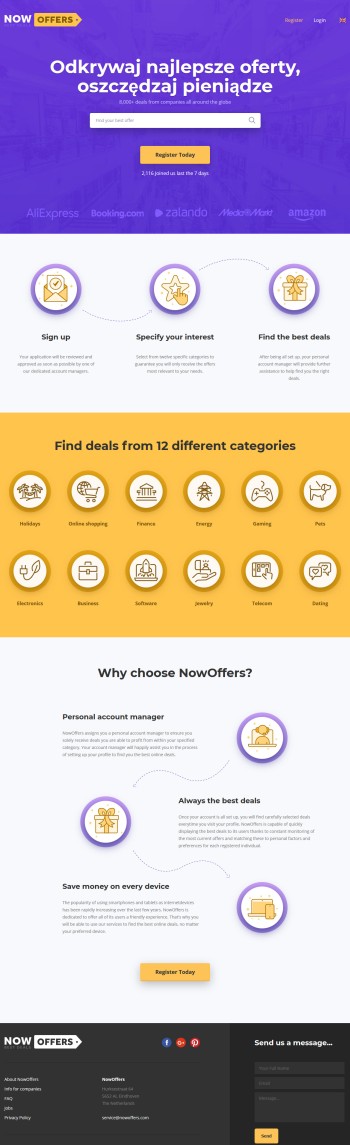 NOW OFFERS
Register Login
Odkrywaj najlepsze oferty,
oszczędzaj pieniądze
8,000+ deals from companies all around the globe
Find your best offer
Register Today
2,116 joined us last the 7 days
AliExpress Booking.com zalando MediaMarkt amazon
Sign up
Specify your interest
Find the best deals
Your application will be reviewed and
approved as soon as possible by one of
our dedicated account managers.
Select from twelve specific categories to
guarantee you will only receive the offers
most relevant to your needs.
After being all set up, your personal
account manager will provide further
assistance to help find you the right
deals.
Find deals from 12 different categories
Holidays Online shopping Finance Energy Gaming Pets
Electronics Business Software Jewelry Telecom Dating
Why choose NowOffers?
Personal account manager
NowOffers assigns you a personal account manager to ensure you
solely receive deals you are able to profit from within your specified
category. Your account manager will happily assist you in the process
of setting up your profile to find you the best online deals.
Always the best deals
Once your account is all set up, you will find carefully selected deals
everytime you visit your profile. NowOffers is capable of quickly
displaying the best deals to its users thanks to constant monitoring of
the most current offers and matching these to personal factors and
preferences for each registered individual.
Save money on every device
The popularity of using smartphones and tablets as internetdevices
has been rapidly increasing over the last few years. NowOffers is
dedicated to offer all of its users a friendly experience. That's why you
will be able to use our services to find the best online deals, no matter
your preferred device.
Register Today
NOW OFFERS
Send us a message...
About NowOffers
Info for companies
FAQ
Jobs
Privacy Policy
NowOffers
5657 AL Eindhoven
The Netherlands
service@nowoffers.com
Your Full Name
Email
Message...
Send